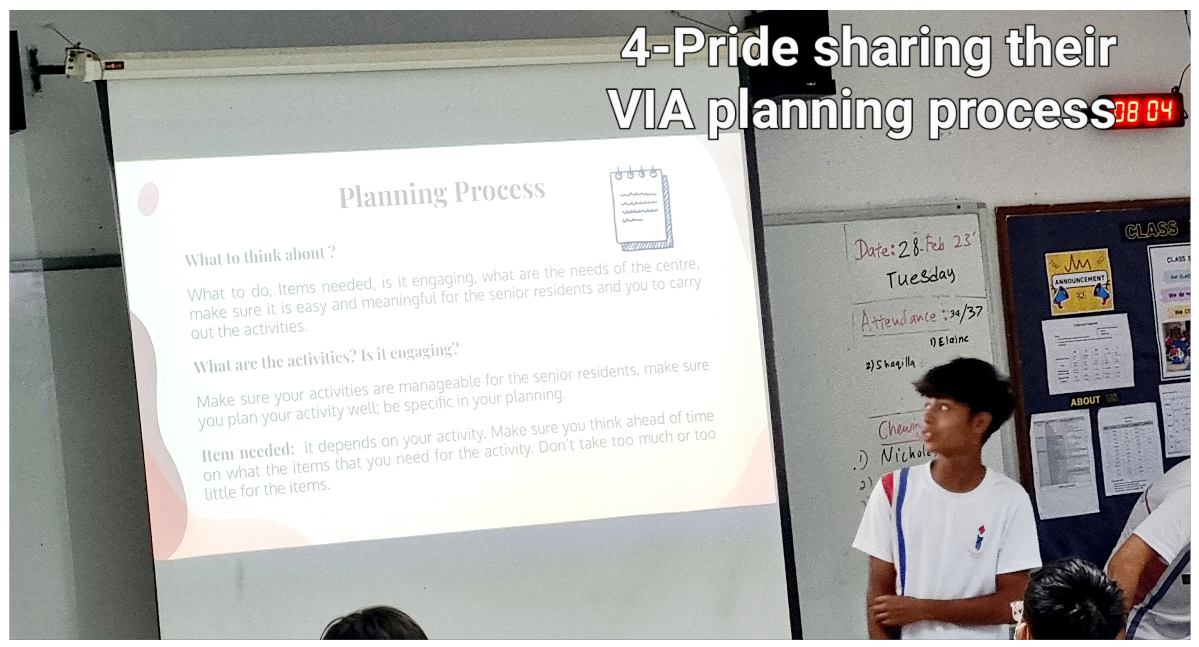 4-Pride sharing their
VIA planning process
08 04
Planning Process
What to think about ?
What to do, Items needed, is it engaging, what are the needs of the centre,
make sure it is easy and meaningful for the senior residents and you to carry
out the activities.
What are the activities? Is it engaging?
Make sure your activities are manageable for the senior residents, make sure
you plan your activity well; be specific in your planning.
Item needed: It depends on your activity. Make sure you think ahead of time
on what the items that you need for the activity. Don't take too much or too
little for the items.
Date: 28 Feb 23'
Tuesday
Attendance : 34/37
1) Elaine
2) Shaqilla
1)
2)
CLASS
ANNOUNCEMENT
ABOUT US